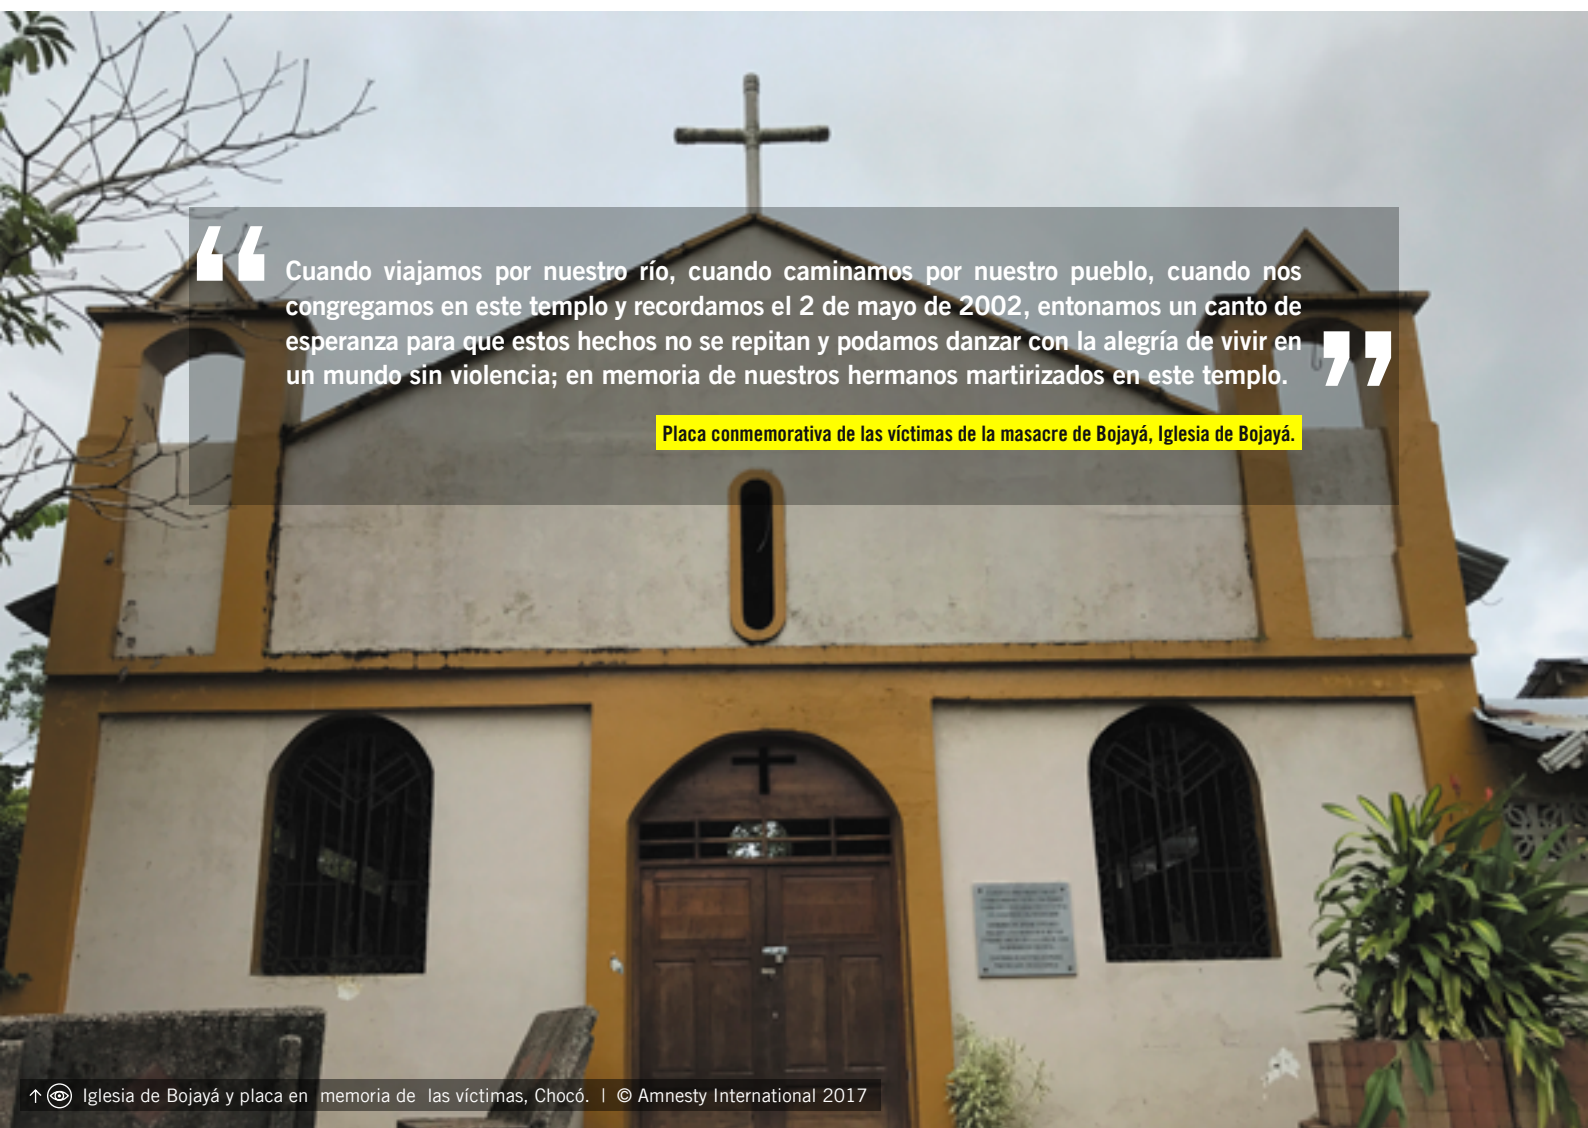 “Cuando viajamos por nuestro río, cuando caminamos por nuestro pueblo, cuando nos
congregamos en este templo y recordamos el 2 de mayo de 2002, entonamos un canto de
esperanza para que estos hechos no se repitan y podamos danzar con la alegría de vivir en
un mundo sin violencia; en memoria de nuestros hermanos martirizados en este templo.”
Placa conmemorativa de las víctimas de la masacre de Bojayá, Iglesia de Bojayá.
↑ Iglesia de Bojayá y placa en memoria de las víctimas, Chocó. | © Amnesty International 2017